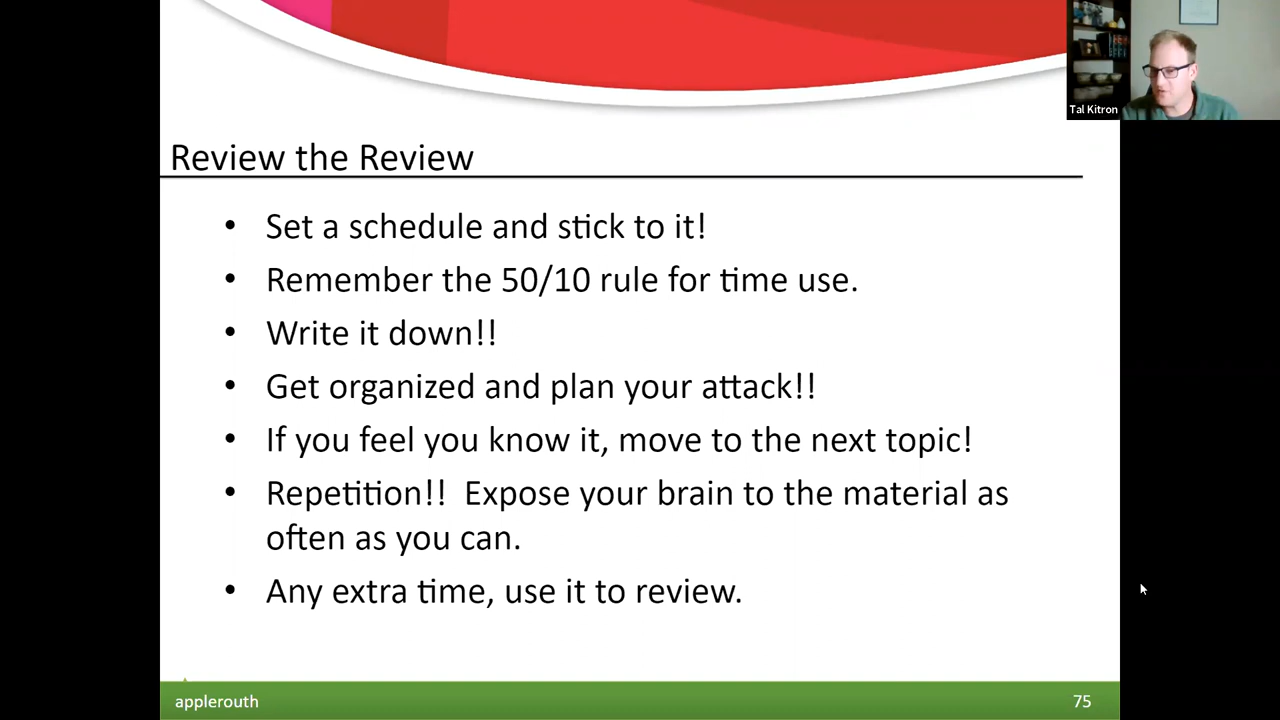 Tal Kitron
Review the Review
• Set a schedule and stick to it!
• Remember the 50/10 rule for time use.
• Write it down!!
• Get organized and plan your attack!!
• If you feel you know it, move to the next topic!
• Repetition!!  Expose your brain to the material as
often as you can.
• Any extra time, use it to review.
applerouth
75